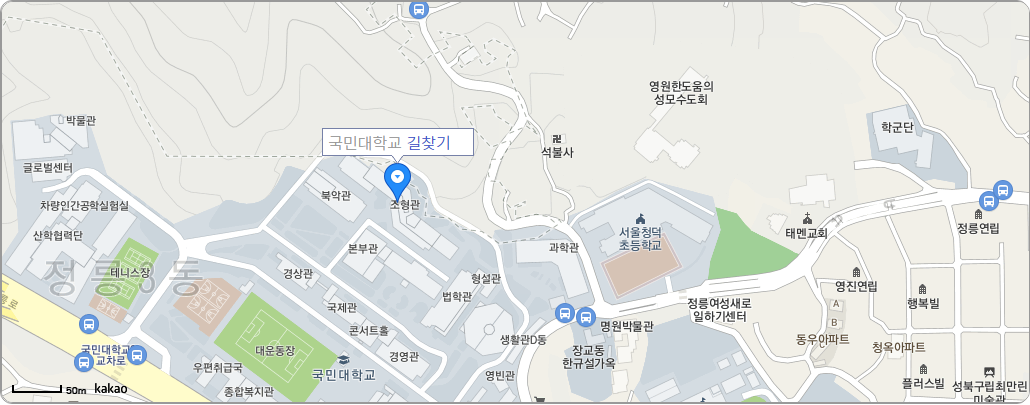 영원한도움의
성모수도회
박물관
학군단
국민대학교 길찾기
석불사
글로벌센터
북악관
조형관
차량인간공학실험실
서울청덕
초등학교
태멘교회
정릉연립
산학협력단
본부관
과학관
정릉3동
테니스장
경상관
형설관
영진연립
법학관
국제관
행복빌
정릉여성새로
일하기센터
콘서트홀
생활관D동
명원박물관
A
B
국민대학교
교차로
대운동장
경영관
장교동
한규설가옥
동우아파트
청옥아파트
우편취급국
국민대학교
영빈관
플러스빌
종합복지관
성북구립최만린
미술관
50m kakao